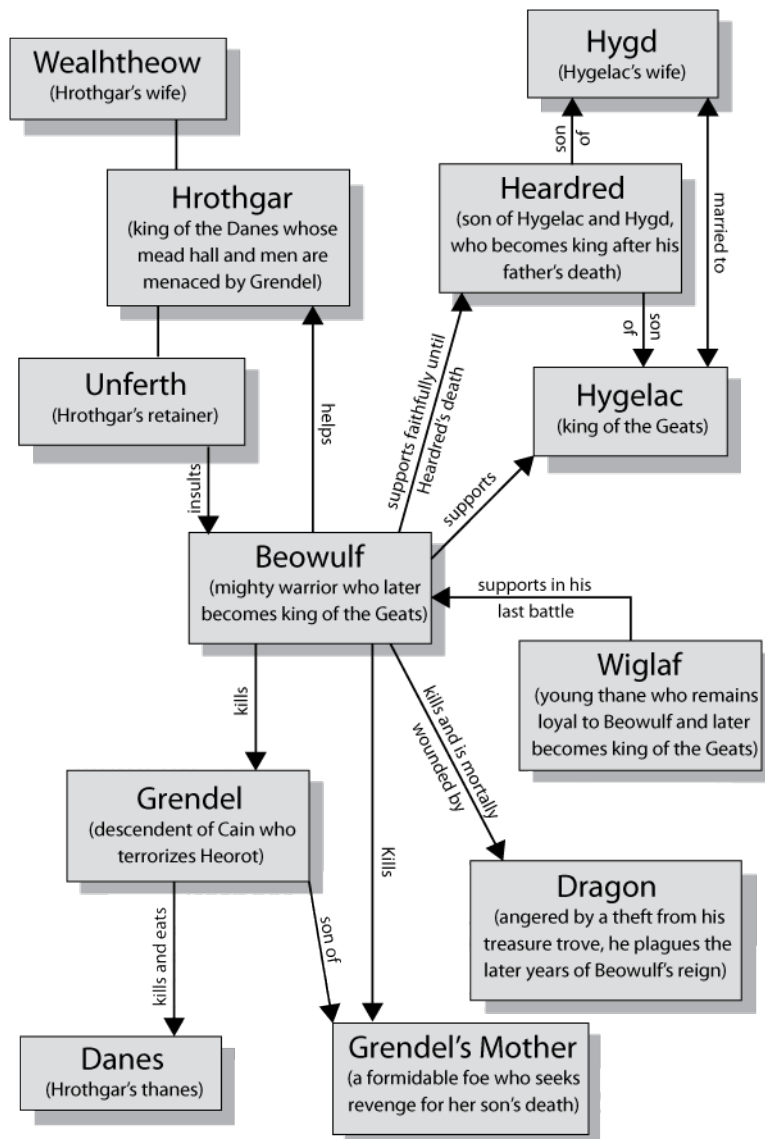 Wealhtheow
(Hrothgar's wife)
Hygd
(Hygelac's wife)
son
of
Hrothgar
(king of the Danes whose
mead hall and men are
menaced by Grendel)
Heardred
(son of Hygelac and Hygd,
who becomes king after his
father's death)
married to
son
of
Unferth
(Hrothgar's retainer)
Hygelac
(king of the Geats)
insults
helps
supports faithfully until
Heardred's death
supports
Beowulf
(mighty warrior who later
becomes king of the Geats)
supports in his
last battle
Wiglaf
(young thane who remains
loyal to Beowulf and later
becomes king of the Geats)
kills
Kills
kills and is mortally
wounded by
Grendel
(descendent of Cain who
terrorizes Heorot)
Dragon
(angered by a theft from his
treasure trove, he plagues the
later years of Beowulf's reign)
kills and eats
son of
Danes
(Hrothgar's thanes)
Grendel's Mother
(a formidable foe who seeks
revenge for her son's death)